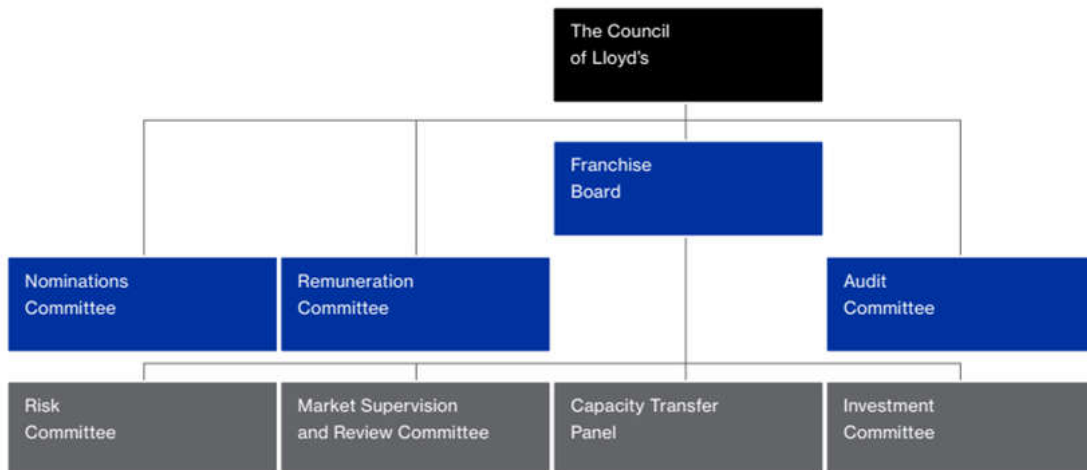 The Council
of Lloyd's
Franchise
Board
Nominations
Committee
Remuneration
Committee
Audit
Committee
Risk
Committee
Market Supervision
and Review Committee
Capacity Transfer
Panel
Investment
Committee